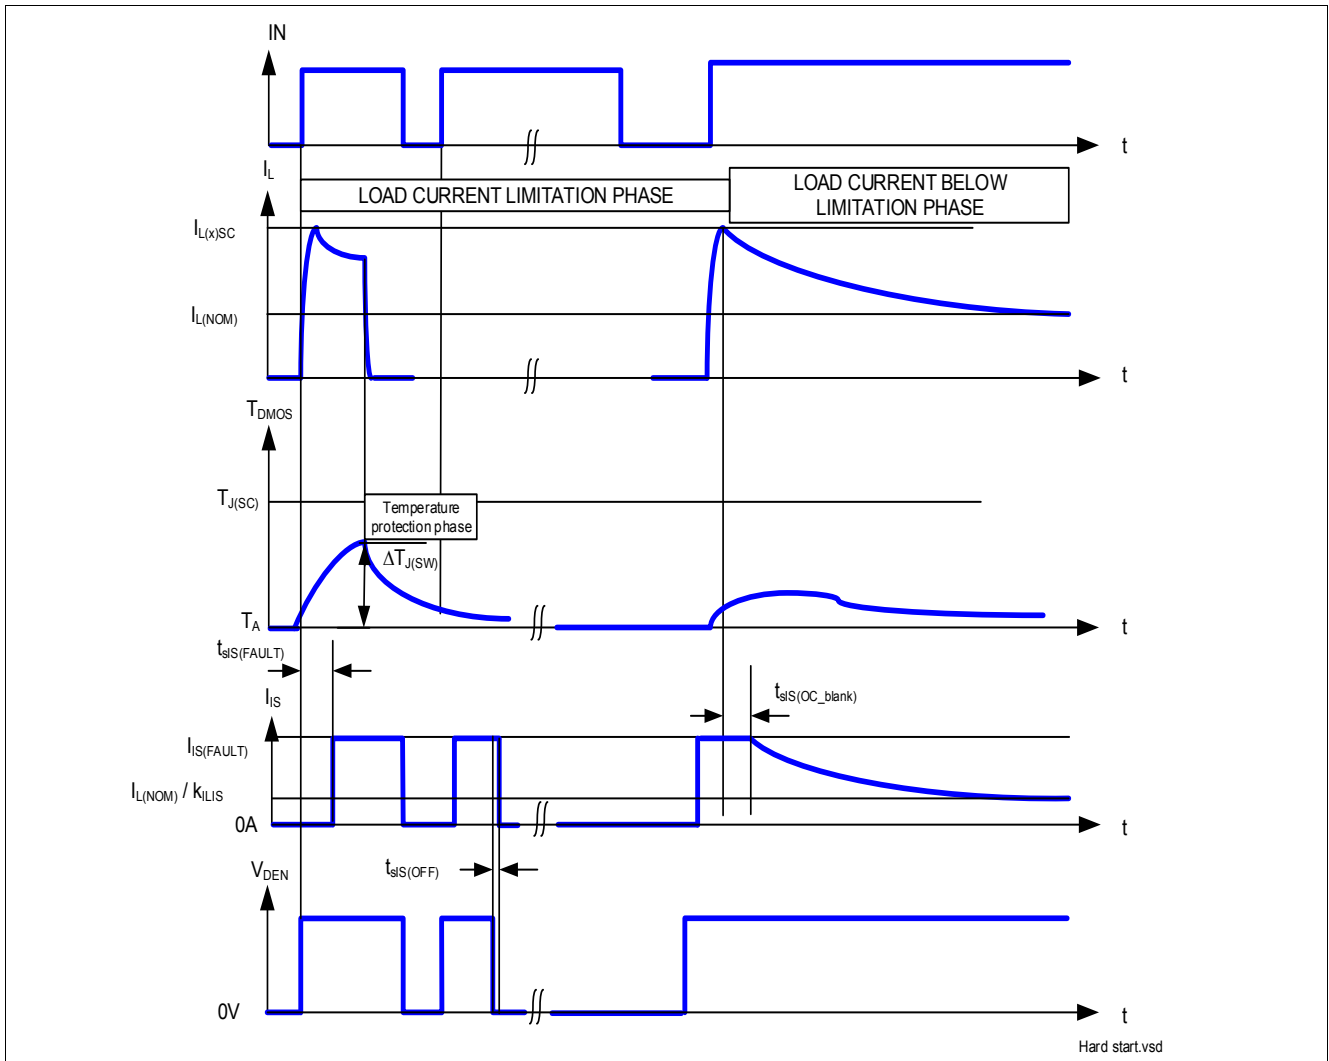 IN
t
IL
LOAD CURRENT LIMITATION PHASE
LOAD CURRENT BELOW
LIMITATION PHASE
IL(x)SC
IL(NOM)
t
TDMOS
TJ(SC)
Temperature
protection phase
ΔTJ(SW)
TA
t
tsIS(FAULT)
IIS
tsIS(OC_blank)
IIS(FAULT)
IL(NOM) / kILIS
0A
t
VDEN
tsIS(OFF)
0V
t
Hard start.vsd